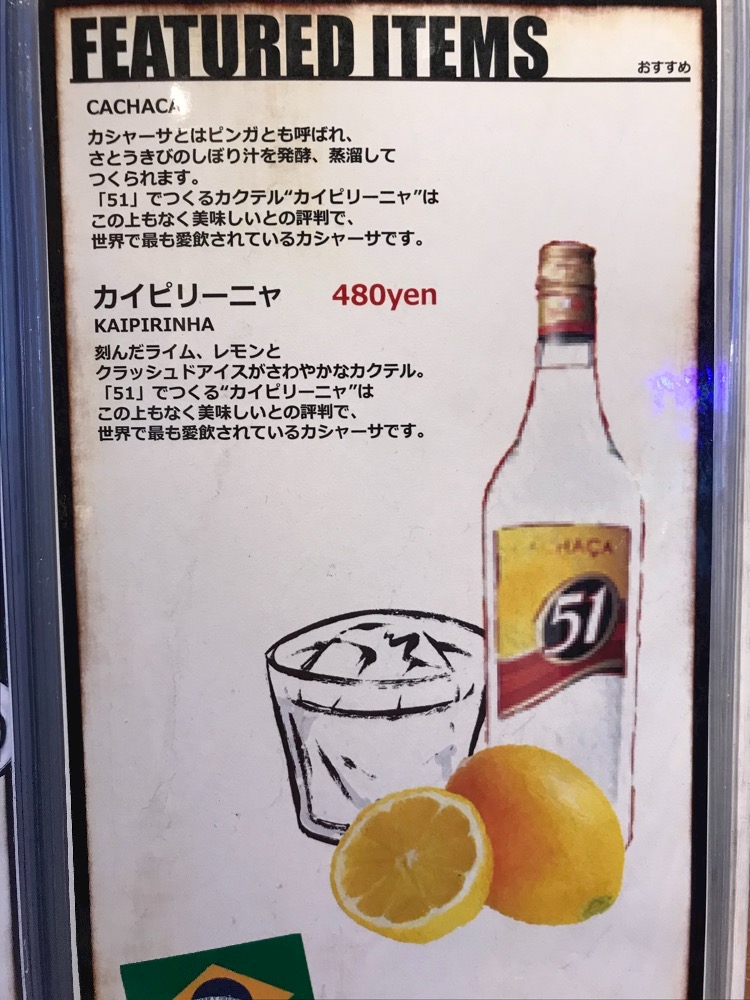 FEATURED ITEMS
おすすめ
CACHACA
カシャーサとはピンガとも呼ばれ、
さとうきびのしぼり汁を発酵、蒸溜して
つくられます。
「51」でつくるカクテル“カイピリーニャ”は
この上もなく美味しいとの評判で、
世界で最も愛飲されているカシャーサです。
カイピリーニャ 480yen
KAIPIRINHA
刻んだライム、レモンと
クラッシュドアイスがさわやかなカクテル。
「51」でつくる“カイピリーニャ”は
この上もなく美味しいとの評判で、
世界で最も愛飲されているカシャーサです。
CACHAÇA
51